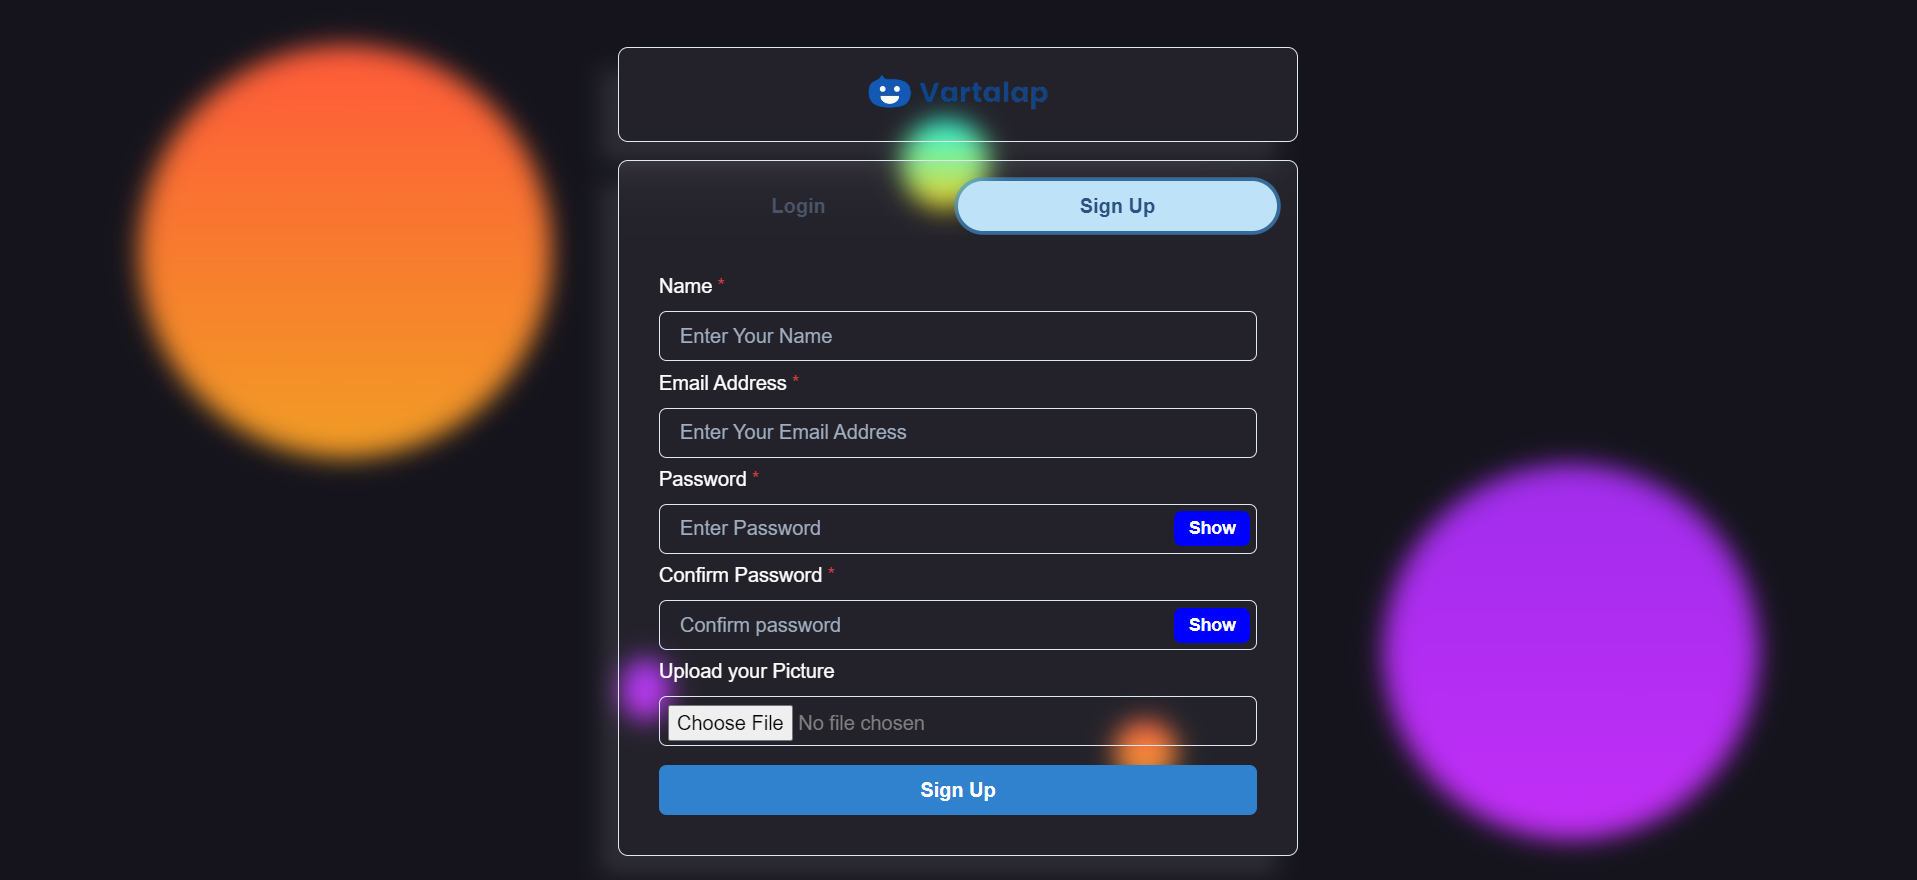 Vartalap
Login
Sign Up
Name *
Enter Your Name
Email Address *
Enter Your Email Address
Password *
Enter Password
Show
Confirm Password *
Confirm password
Show
Upload your Picture
Choose File No file chosen
Sign Up